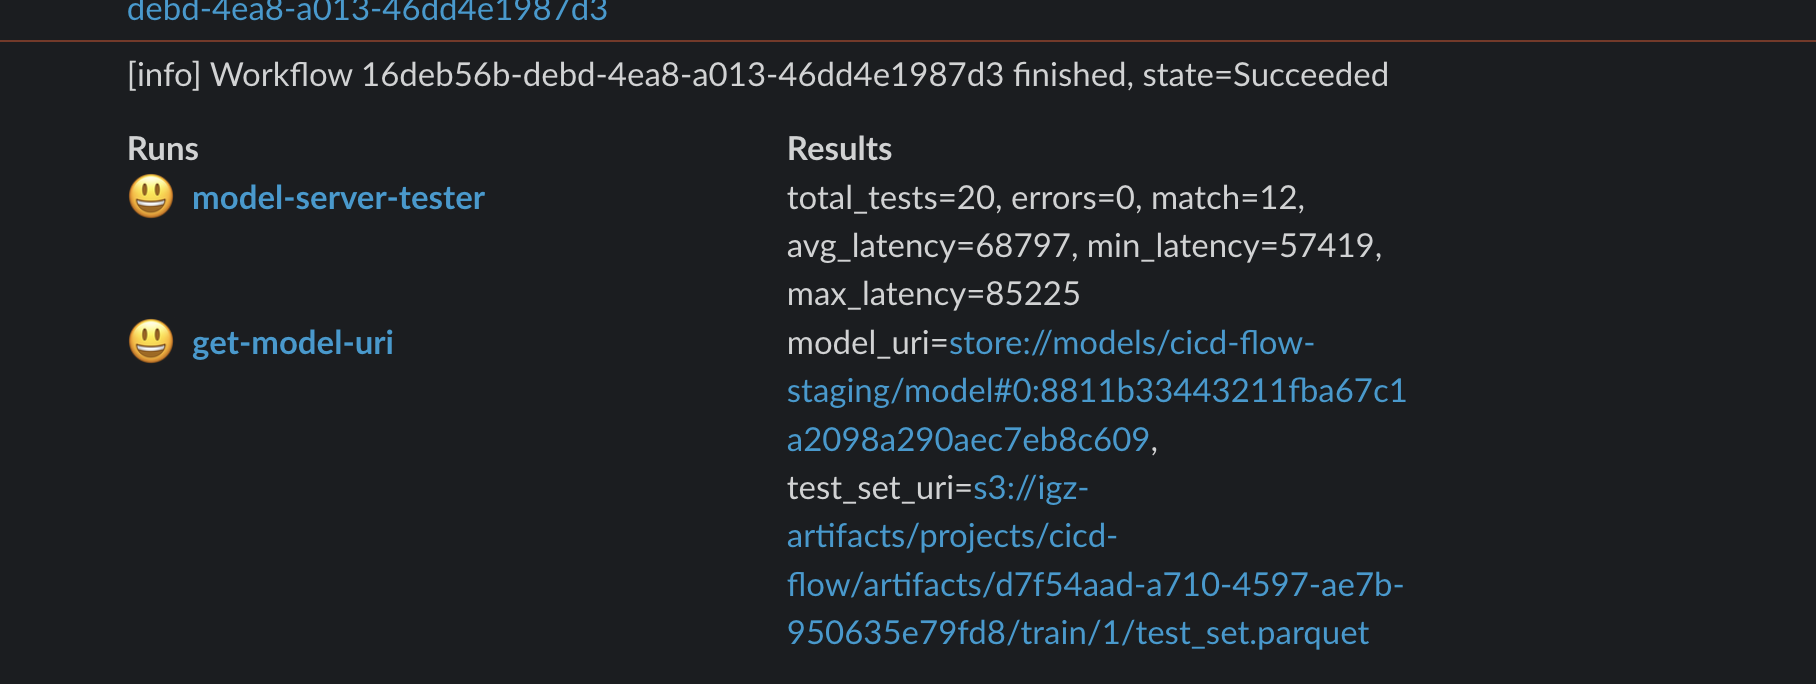 debd-4ea8-a013-46dd4e1987d3
[info] Workflow 16deb56b-debd-4ea8-a013-46dd4e1987d3 finished, state=Succeeded
Runs
Results
model-server-tester
total_tests=20, errors=0, match=12,
avg_latency=68797, min_latency=57419,
max_latency=85225
get-model-uri
model_uri=store://models/cicd-flow-
staging/model#0:8811b33443211fba67c1
a2098a290aec7eb8c609,
test_set_uri=s3://igz-
artifacts/projects/cicd-
flow/artifacts/d7f54aad-a710-4597-ae7b-
950635e79fd8/train/1/test_set.parquet